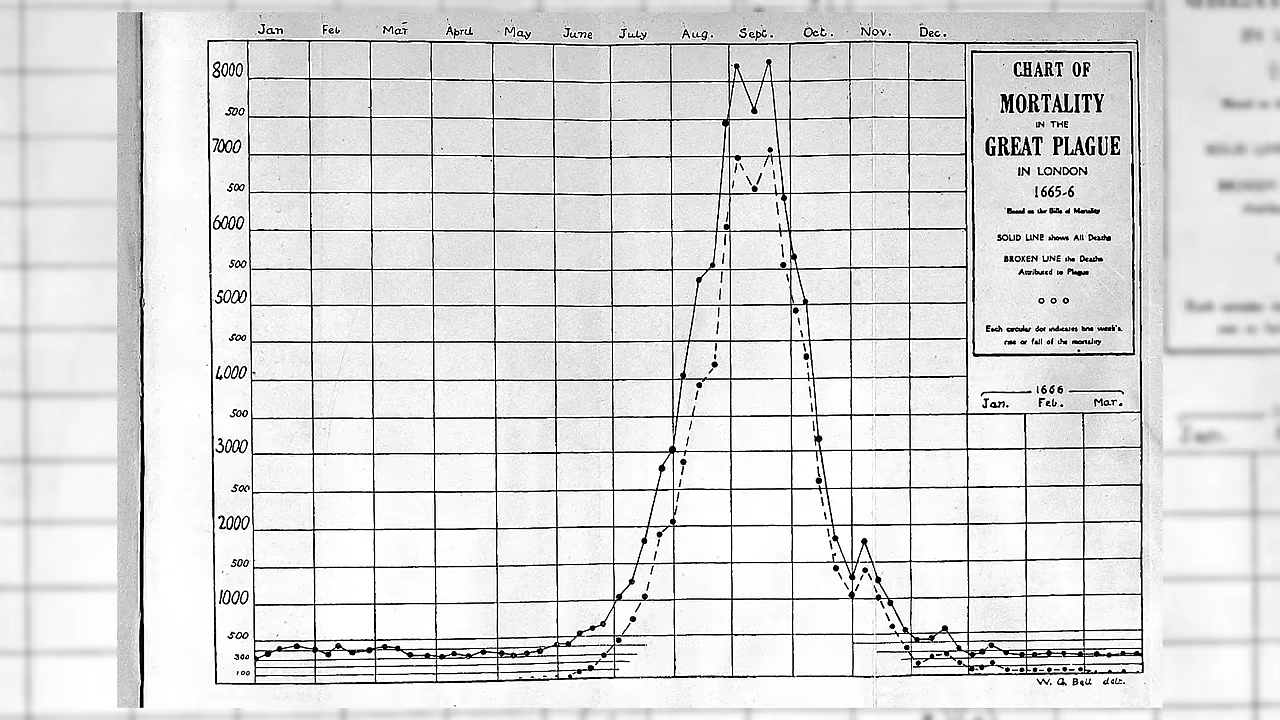 Jan Feb Mar April May June July Aug. Sept. Oct. Nov. Dec.
8000
500
7000
500
6000
500
5000
500
4,000
500
3000
500
2000
500
1000
500
300
100
CHART OF
MORTALITY
IN THE
GREAT PLAGUE
IN LONDON
1665-6
Based on the Bills of Mortality
SOLID LINE shows All Deaths
BROKEN LINE the Deaths
Attributed to Plague
Each circular dot indicates one week's
rise or fall of the mortality
1666
Jan. Feb. Mar.
W. G. Bell delt.